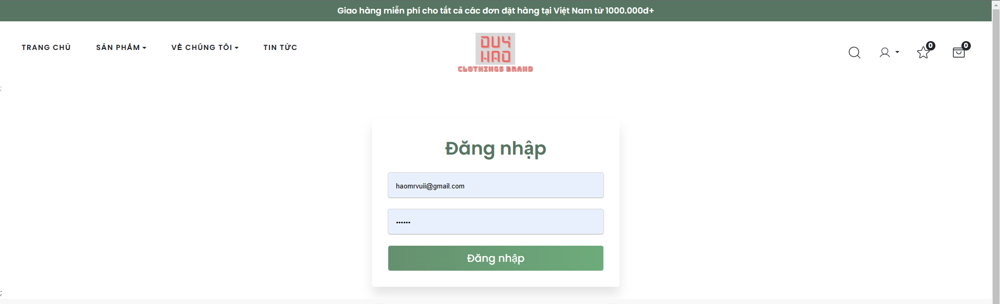 Giao hàng miễn phí cho tất cả các đơn đặt hàng tại Việt Nam từ 1000.000đ+
TRANG CHỦ SẢN PHẨM VỀ CHÚNG TÔI TIN TỨC
DUY
HAO
CLOTHINGS BRAND
0 0
;
Đăng nhập
haomrvuii@gmail.com
••••••
Đăng nhập
;